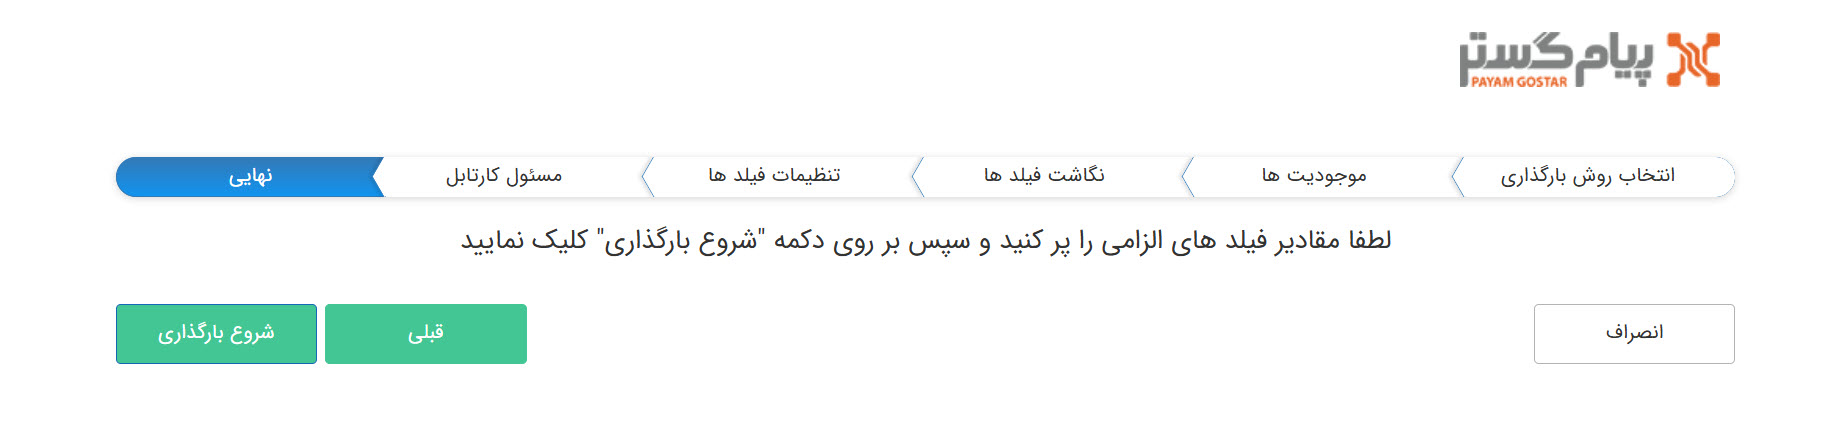 پیام گستر
PAYAM GOSTAR
انتخاب روش بارگذاری
موجودیت ها
نگاشت فیلد ها
تنظیمات فیلد ها
مسئول کارتابل
نهایی
لطفا مقادیر فیلد های الزامی را پر کنید و سپس بر روی دکمه "شروع بارگذاری" کلیک نمایید
انصراف
قبلی
شروع بارگذاری